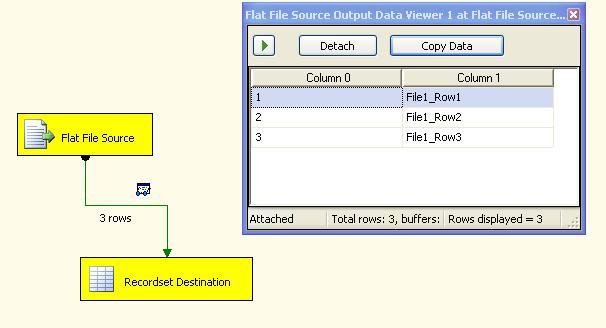 Flat File Source Output Data Viewer 1 at Flat File Source...
Detach
Copy Data
Column 0
Column 1
1
File1_Row1
2
File1_Row2
3
File1_Row3
Attached
Total rows: 3, buffers:
Rows displayed = 3
Flat File Source
3 rows
Recordset Destination